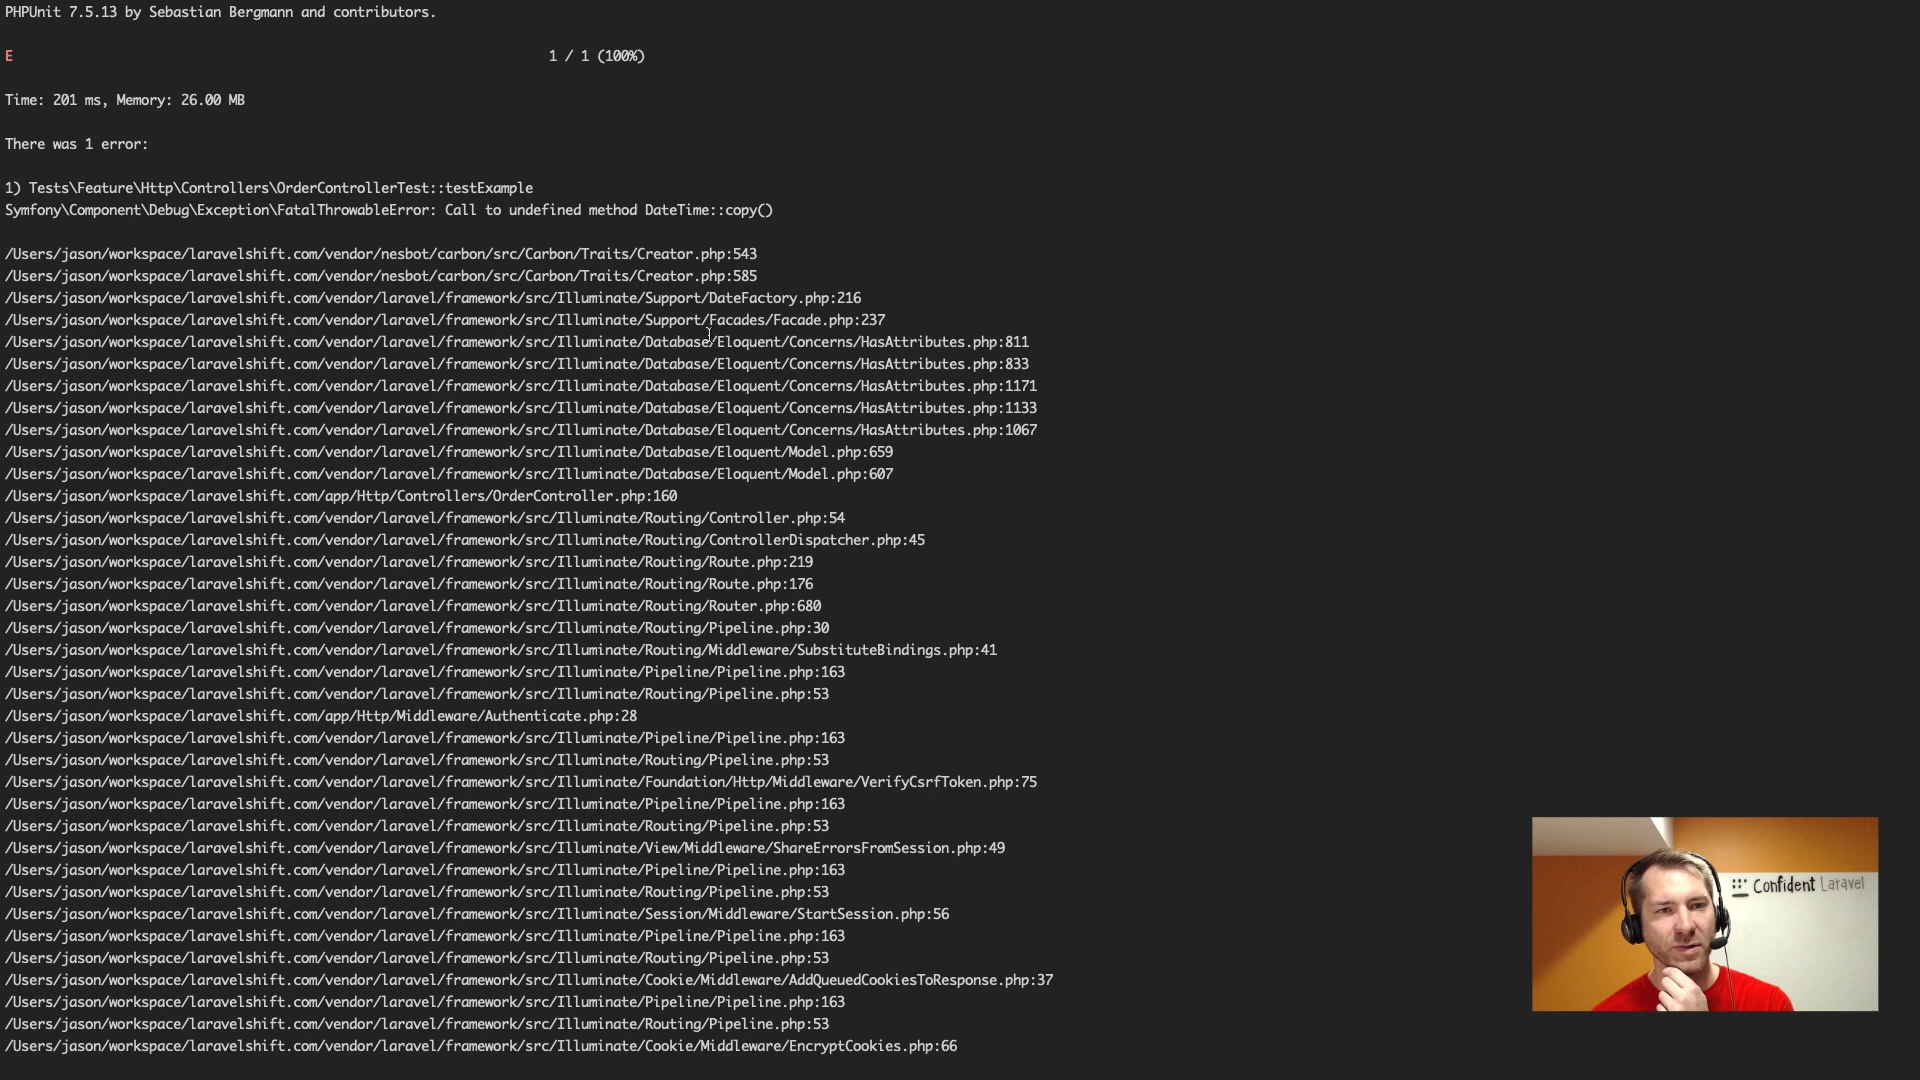 PHPUnit 7.5.13 by Sebastian Bergmann and contributors.
E 1 / 1 (100%)
Time: 201 ms, Memory: 26.00 MB
There was 1 error:
1) Tests\Feature\Http\Controllers\OrderControllerTest::testExample
Symfony\Component\Debug\Exception\FatalThrowableError: Call to undefined method DateTime::copy()
/Users/jason/workspace/laravelshift.com/vendor/nesbot/carbon/src/Carbon/Traits/Creator.php:543
/Users/jason/workspace/laravelshift.com/vendor/nesbot/carbon/src/Carbon/Traits/Creator.php:585
/Users/jason/workspace/laravelshift.com/vendor/laravel/framework/src/Illuminate/Support/DateFactory.php:216
/Users/jason/workspace/laravelshift.com/vendor/laravel/framework/src/Illuminate/Support/Facades/Facade.php:237
/Users/jason/workspace/laravelshift.com/vendor/laravel/framework/src/Illuminate/Database/Eloquent/Concerns/HasAttributes.php:811
/Users/jason/workspace/laravelshift.com/vendor/laravel/framework/src/Illuminate/Database/Eloquent/Concerns/HasAttributes.php:833
/Users/jason/workspace/laravelshift.com/vendor/laravel/framework/src/Illuminate/Database/Eloquent/Concerns/HasAttributes.php:1171
/Users/jason/workspace/laravelshift.com/vendor/laravel/framework/src/Illuminate/Database/Eloquent/Concerns/HasAttributes.php:1133
/Users/jason/workspace/laravelshift.com/vendor/laravel/framework/src/Illuminate/Database/Eloquent/Concerns/HasAttributes.php:1067
/Users/jason/workspace/laravelshift.com/vendor/laravel/framework/src/Illuminate/Database/Eloquent/Model.php:659
/Users/jason/workspace/laravelshift.com/vendor/laravel/framework/src/Illuminate/Database/Eloquent/Model.php:607
/Users/jason/workspace/laravelshift.com/app/Http/Controllers/OrderController.php:160
/Users/jason/workspace/laravelshift.com/vendor/laravel/framework/src/Illuminate/Routing/Controller.php:54
/Users/jason/workspace/laravelshift.com/vendor/laravel/framework/src/Illuminate/Routing/ControllerDispatcher.php:45
/Users/jason/workspace/laravelshift.com/vendor/laravel/framework/src/Illuminate/Routing/Route.php:219
/Users/jason/workspace/laravelshift.com/vendor/laravel/framework/src/Illuminate/Routing/Route.php:176
/Users/jason/workspace/laravelshift.com/vendor/laravel/framework/src/Illuminate/Routing/Router.php:680
/Users/jason/workspace/laravelshift.com/vendor/laravel/framework/src/Illuminate/Routing/Pipeline.php:30
/Users/jason/workspace/laravelshift.com/vendor/laravel/framework/src/Illuminate/Routing/Middleware/SubstituteBindings.php:41
/Users/jason/workspace/laravelshift.com/vendor/laravel/framework/src/Illuminate/Pipeline/Pipeline.php:163
/Users/jason/workspace/laravelshift.com/vendor/laravel/framework/src/Illuminate/Routing/Pipeline.php:53
/Users/jason/workspace/laravelshift.com/app/Http/Middleware/Authenticate.php:28
/Users/jason/workspace/laravelshift.com/vendor/laravel/framework/src/Illuminate/Pipeline/Pipeline.php:163
/Users/jason/workspace/laravelshift.com/vendor/laravel/framework/src/Illuminate/Routing/Pipeline.php:53
/Users/jason/workspace/laravelshift.com/vendor/laravel/framework/src/Illuminate/Foundation/Http/Middleware/VerifyCsrfToken.php:75
/Users/jason/workspace/laravelshift.com/vendor/laravel/framework/src/Illuminate/Pipeline/Pipeline.php:163
/Users/jason/workspace/laravelshift.com/vendor/laravel/framework/src/Illuminate/Routing/Pipeline.php:53
/Users/jason/workspace/laravelshift.com/vendor/laravel/framework/src/Illuminate/View/Middleware/ShareErrorsFromSession.php:49
/Users/jason/workspace/laravelshift.com/vendor/laravel/framework/src/Illuminate/Pipeline/Pipeline.php:163
/Users/jason/workspace/laravelshift.com/vendor/laravel/framework/src/Illuminate/Routing/Pipeline.php:53
/Users/jason/workspace/laravelshift.com/vendor/laravel/framework/src/Illuminate/Session/Middleware/StartSession.php:56
/Users/jason/workspace/laravelshift.com/vendor/laravel/framework/src/Illuminate/Pipeline/Pipeline.php:163
/Users/jason/workspace/laravelshift.com/vendor/laravel/framework/src/Illuminate/Routing/Pipeline.php:53
/Users/jason/workspace/laravelshift.com/vendor/laravel/framework/src/Illuminate/Cookie/Middleware/AddQueuedCookiesToResponse.php:37
/Users/jason/workspace/laravelshift.com/vendor/laravel/framework/src/Illuminate/Pipeline/Pipeline.php:163
/Users/jason/workspace/laravelshift.com/vendor/laravel/framework/src/Illuminate/Routing/Pipeline.php:53
/Users/jason/workspace/laravelshift.com/vendor/laravel/framework/src/Illuminate/Cookie/Middleware/EncryptCookies.php:66
Confident Laravel